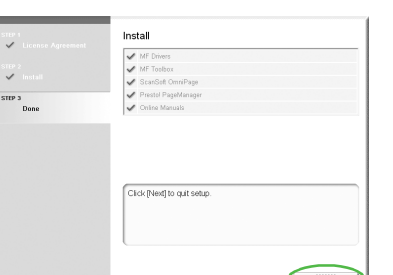 STEP 1
License Agreement
STEP 2
Install
STEP 3
Done
Install
MF Drivers
MF Toolbox
ScanSoft OmniPage
Presto! PageManager
Online Manuals
Click [Next] to quit setup.